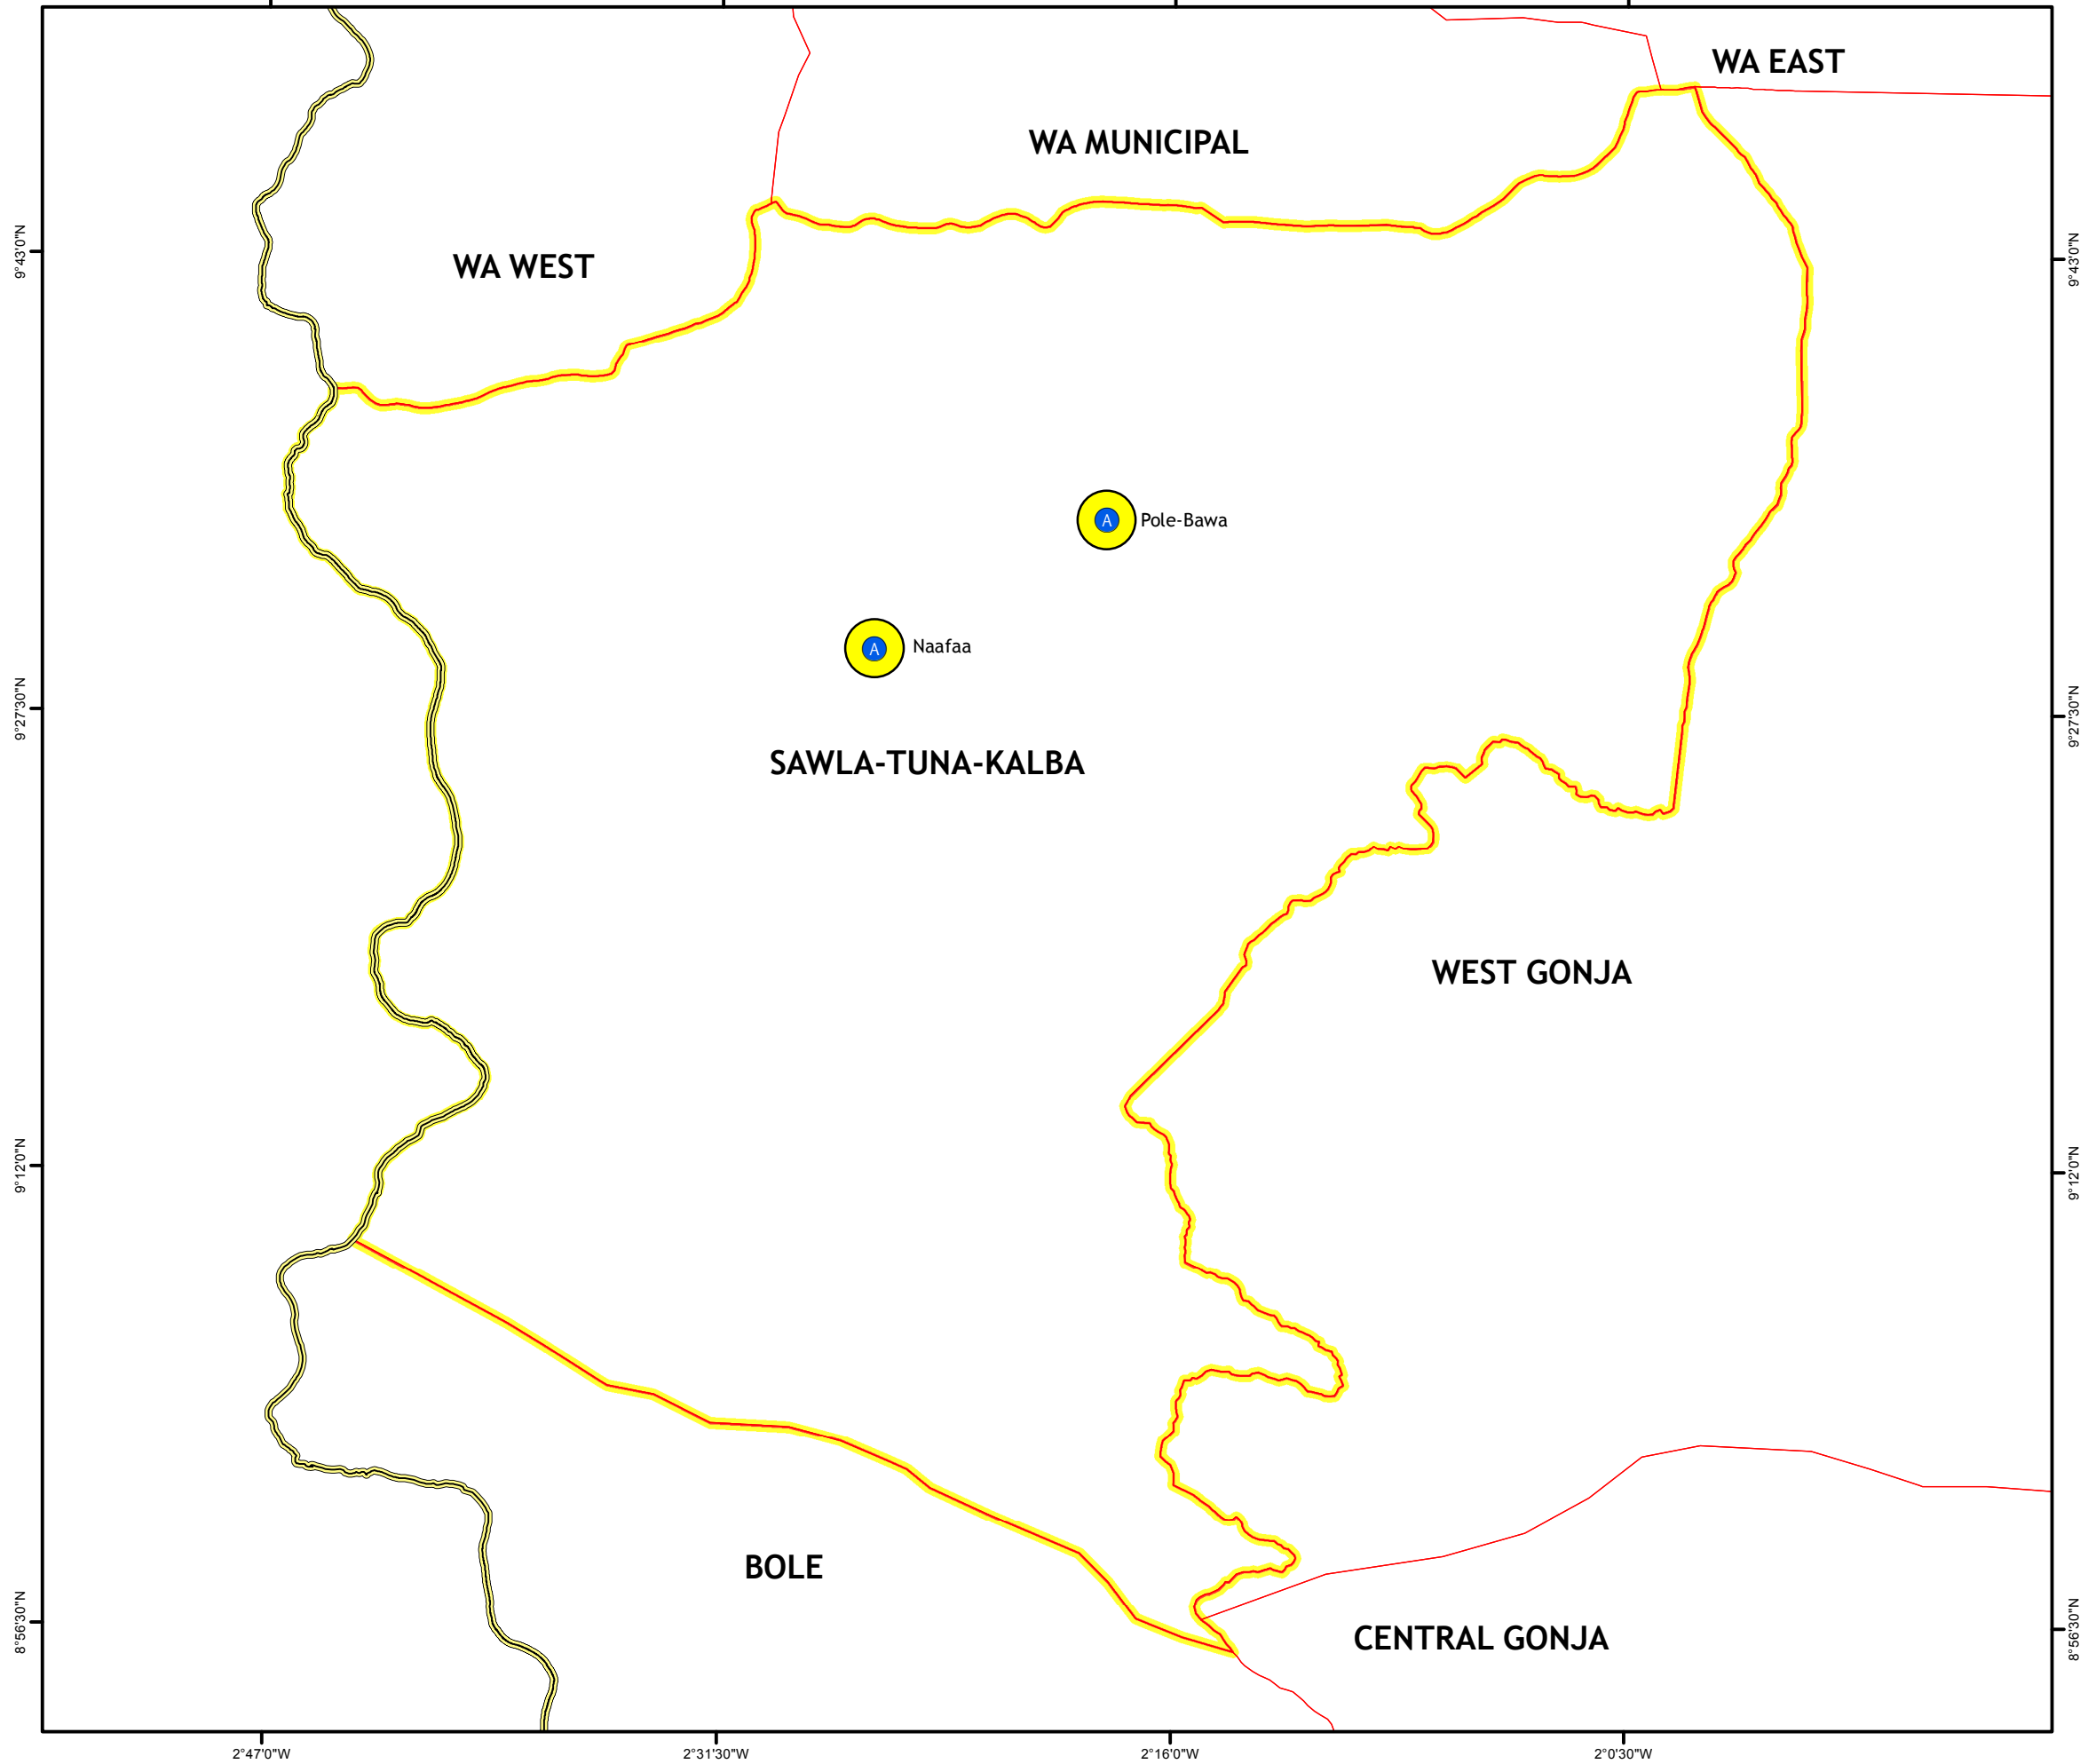 WA EAST
WA MUNICIPAL
WA WEST
9°43'0"N
9°43'0"N
A Pole-Bawa
A Naafaa
9°27'30"N
9°27'30"N
SAWLA-TUNA-KALBA
WEST GONJA
9°12'0"N
9°12'0"N
BOLE
8°56'30"N
8°56'30"N
CENTRAL GONJA
2°47'0"W
2°31'30"W
2°16'0"W
2°0'30"W